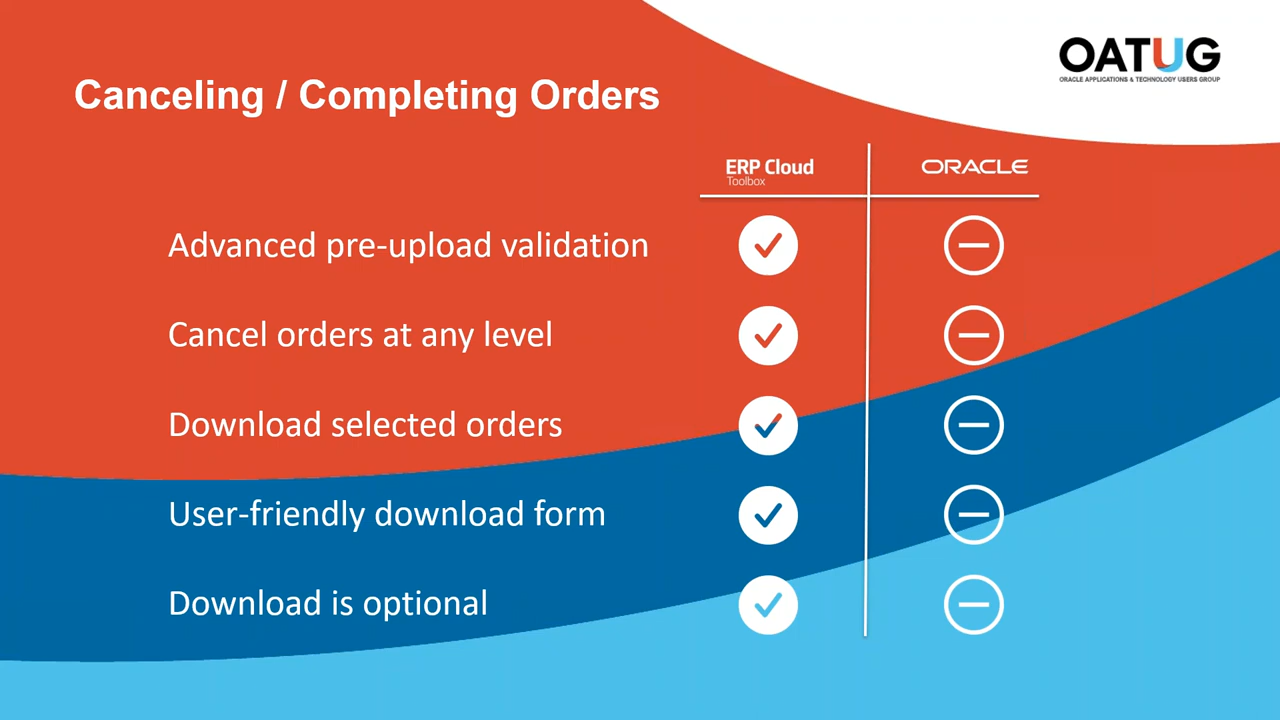 OATUG
ORACLE APPLICATIONS & TECHNOLOGY USERS GROUP
Canceling / Completing Orders
ERP Cloud
Toolbox
ORACLE
Advanced pre-upload validation
Cancel orders at any level
Download selected orders
User-friendly download form
Download is optional